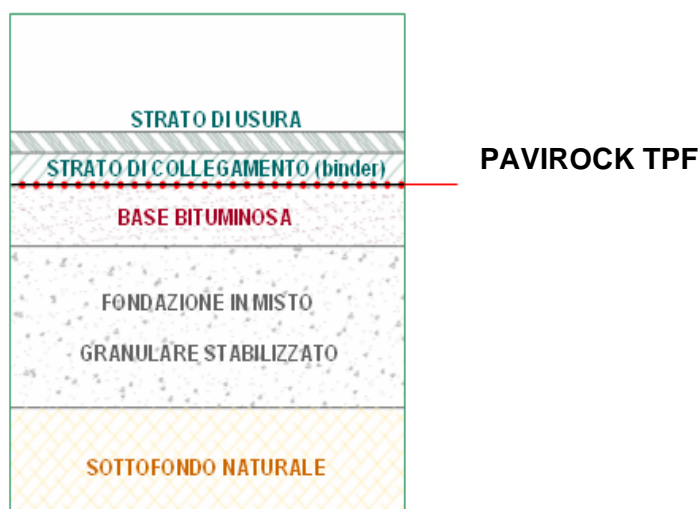 STRATO DI USURA
STRATO DI COLLEGAMENTO (binder)
PAVIROCK TPF
BASE BITUMINOSA
FONDAZIONE IN MISTO
GRANULARE STABILIZZATO
SOTTOFONDO NATURALE